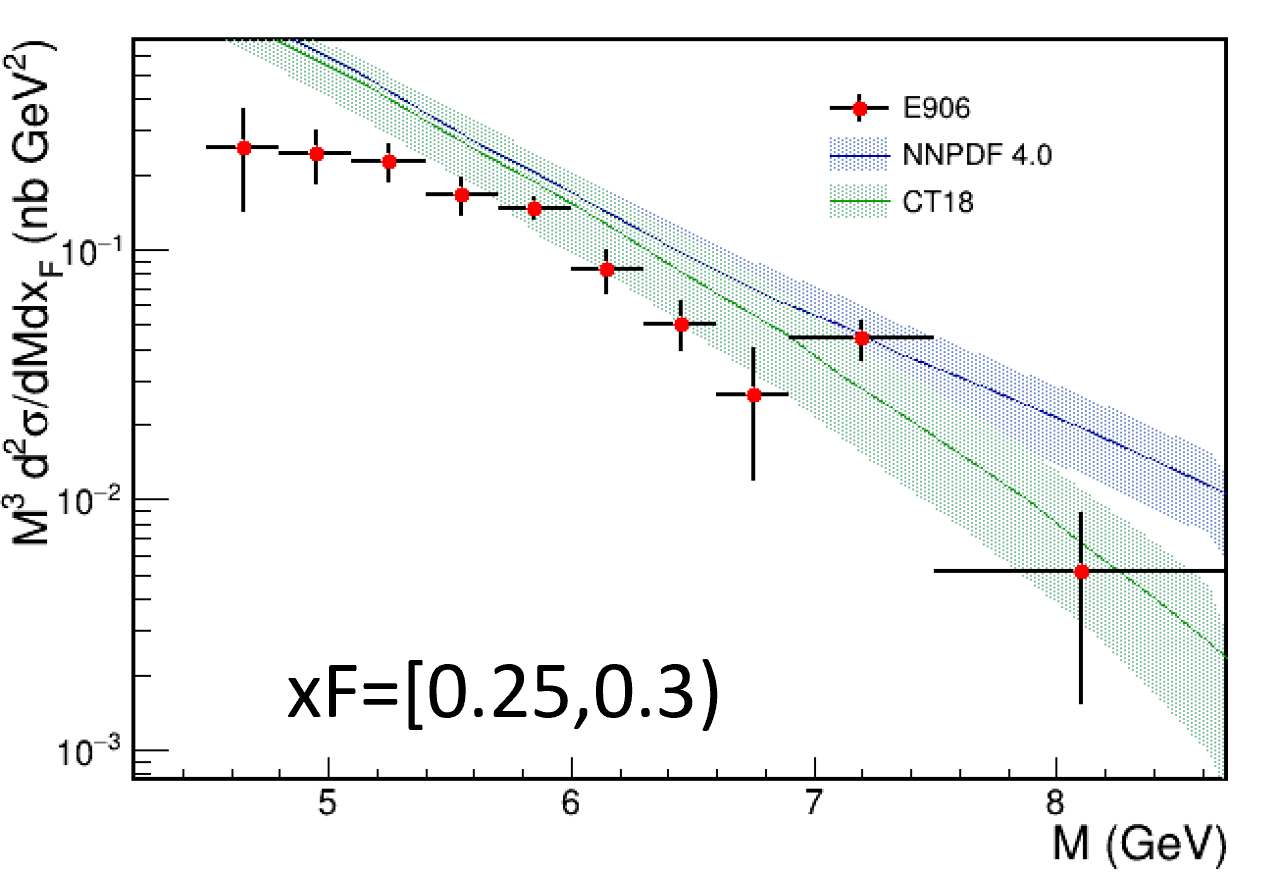 M³ d²σ/dMdx_F (nb GeV²)
E906
NNPDF 4.0
CT18
10⁻¹
10⁻²
10⁻³
xF=[0.25,0.3)
5 6 7 8
M (GeV)